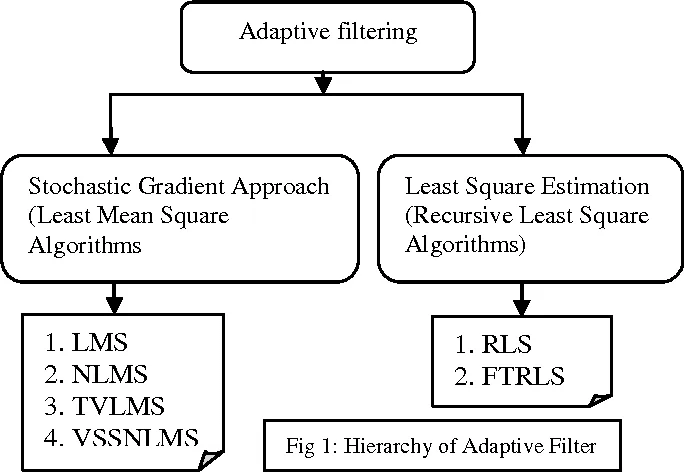 Adaptive filtering
Stochastic Gradient Approach
(Least Mean Square
Algorithms
Least Square Estimation
(Recursive Least Square
Algorithms)
1. LMS
2. NLMS
3. TVLMS
4. VSSNLMS
1. RLS
2. FTRLS
Fig 1: Hierarchy of Adaptive Filter